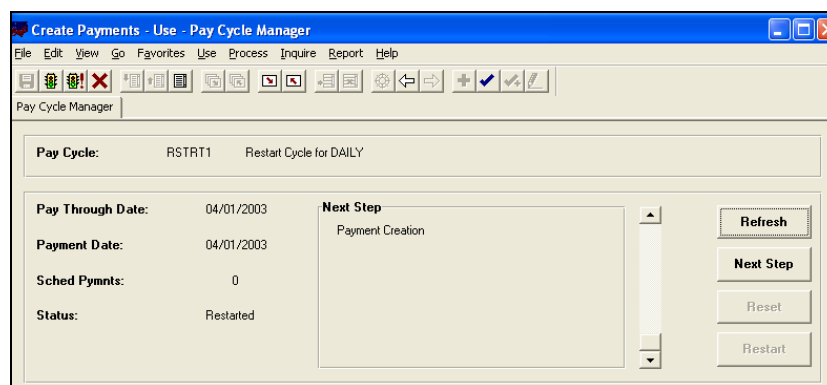 Create Payments - Use - Pay Cycle Manager
File Edit View Go Favorites Use Process Inquire Report Help
Pay Cycle Manager
Pay Cycle: RSTRT1 Restart Cycle for DAILY
Pay Through Date: 04/01/2003 Next Step Refresh
Payment Creation
Payment Date: 04/01/2003 Next Step
Sched Pymnts: 0 Reset
Status: Restarted Restart